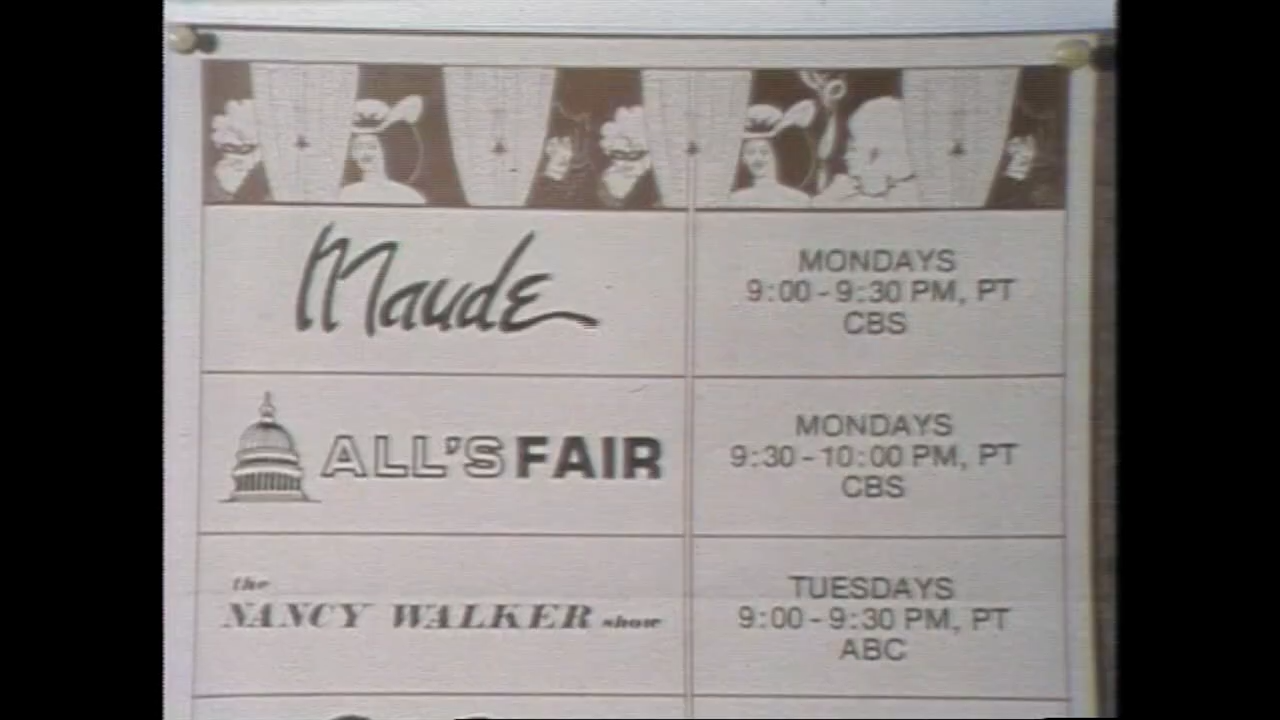 Maude
MONDAYS
9:00-9:30 PM, PT
CBS
ALL'S FAIR
MONDAYS
9:30-10:00 PM, PT
CBS
the
NANCY WALKER show
TUESDAYS
9:00-9:30 PM, PT
ABC